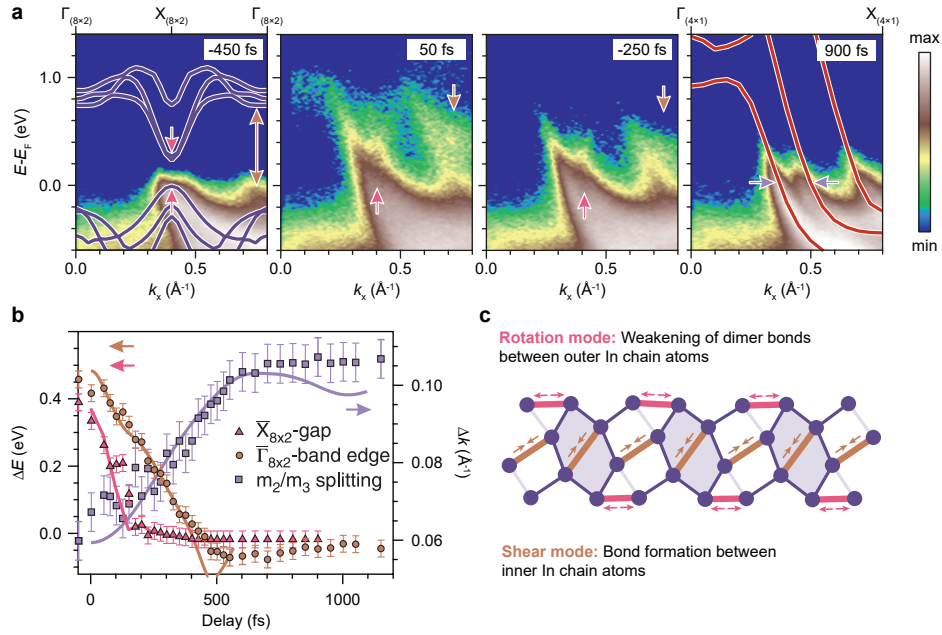 a
Γ(8×2) X(8×2) Γ(8×2) Γ(4×1) X(4×1)
-450 fs 50 fs -250 fs 900 fs max
min
1.0
0.0
E-EF (eV)
0.0 0.5 0.0 0.5 0.0 0.5 0.0 0.5
kx (Å-1) kx (Å-1) kx (Å-1) kx (Å-1)
b
0.4
0.2
0.0
ΔE (eV)
0.10
0.08
0.06
Δk (Å-1)
X̅8x2-gap
Γ̅8x2-band edge
m2/m3 splitting
0 500 1000
Delay (fs)
c
Rotation mode: Weakening of dimer bonds
between outer In chain atoms
Shear mode: Bond formation between
inner In chain atoms